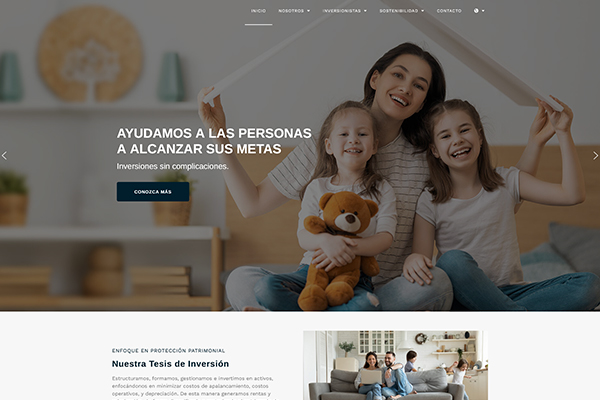 INICIO NOSOTROS INVERSIONISTAS SOSTENIBILIDAD CONTACTO
AYUDAMOS A LAS PERSONAS
A ALCANZAR SUS METAS
Inversiones sin complicaciones.
CONOZCA MÁS
ENFOQUE EN PROTECCIÓN PATRIMONIAL
Nuestra Tesis de Inversión
Estructuramos, formamos, gestionamos e invertimos en activos,
enfocándonos en minimizar costos de apalancamiento, costos
operativos, y depreciación. De esta manera generamos rentas y